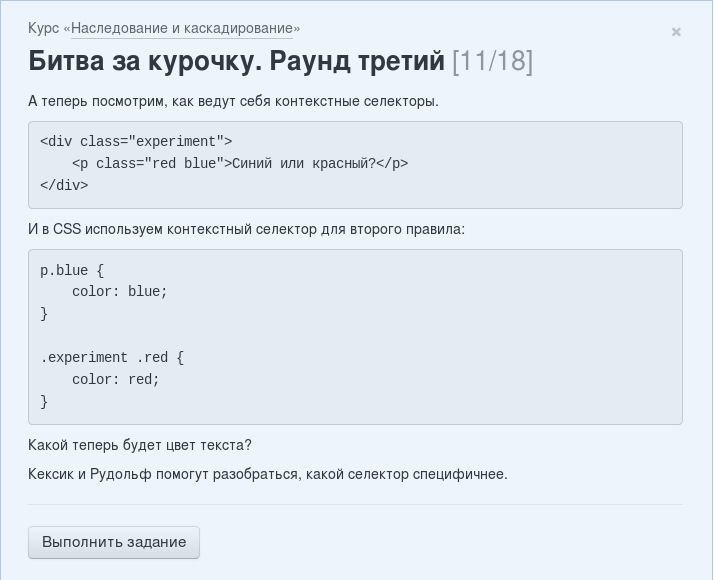 Курс «Наследование и каскадирование»
×
Битва за курочку. Раунд третий [11/18]
А теперь посмотрим, как ведут себя контекстные селекторы.
<div class="experiment">
    <p class="red blue">Синий или красный?</p>
</div>
И в CSS используем контекстный селектор для второго правила:
p.blue {
    color: blue;
}
.experiment .red {
    color: red;
}
Какой теперь будет цвет текста?
Кексик и Рудольф помогут разобраться, какой селектор специфичнее.
Выполнить задание